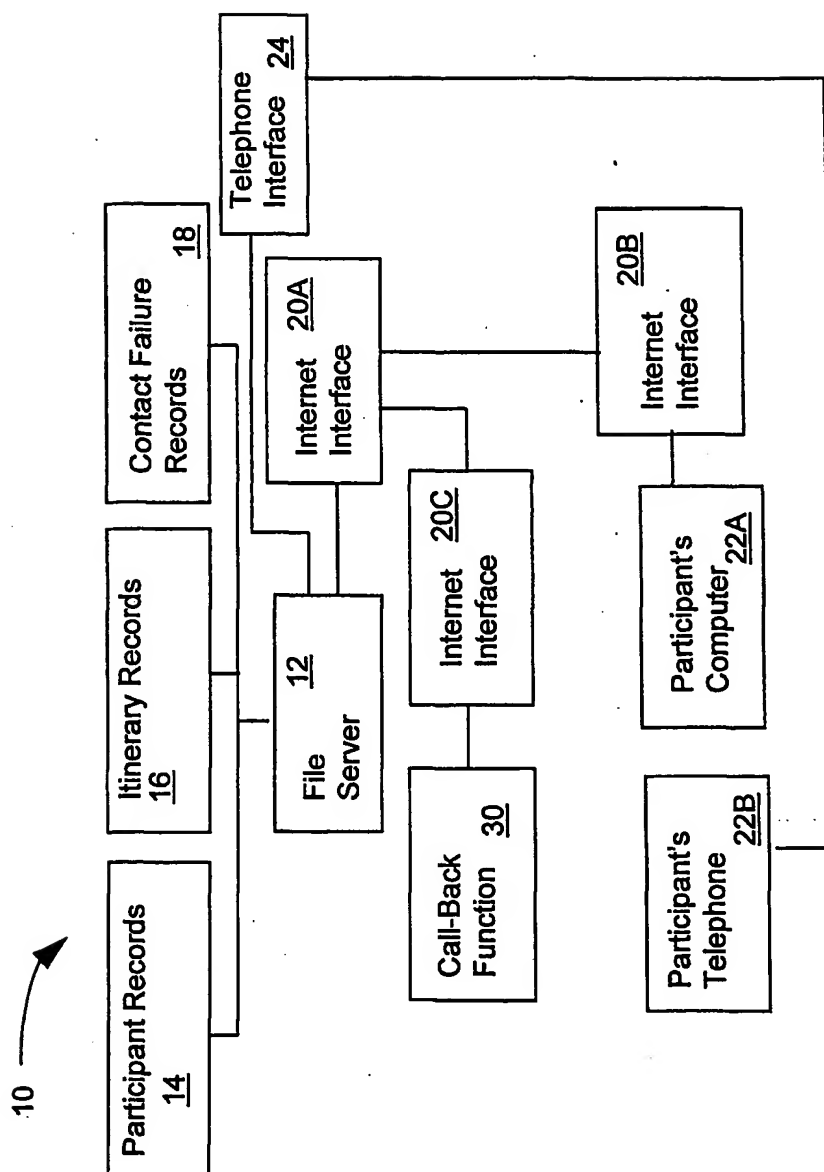 10
Participant Records
14
Itinerary Records
16
Contact Failure
Records
18
File
Server
12
Telephone
Interface
24
Internet
Interface
20A
Call-Back
Function
30
Internet
Interface
20C
Internet
Interface
20B
Participant's
Telephone
22B
Participant's
Computer
22A